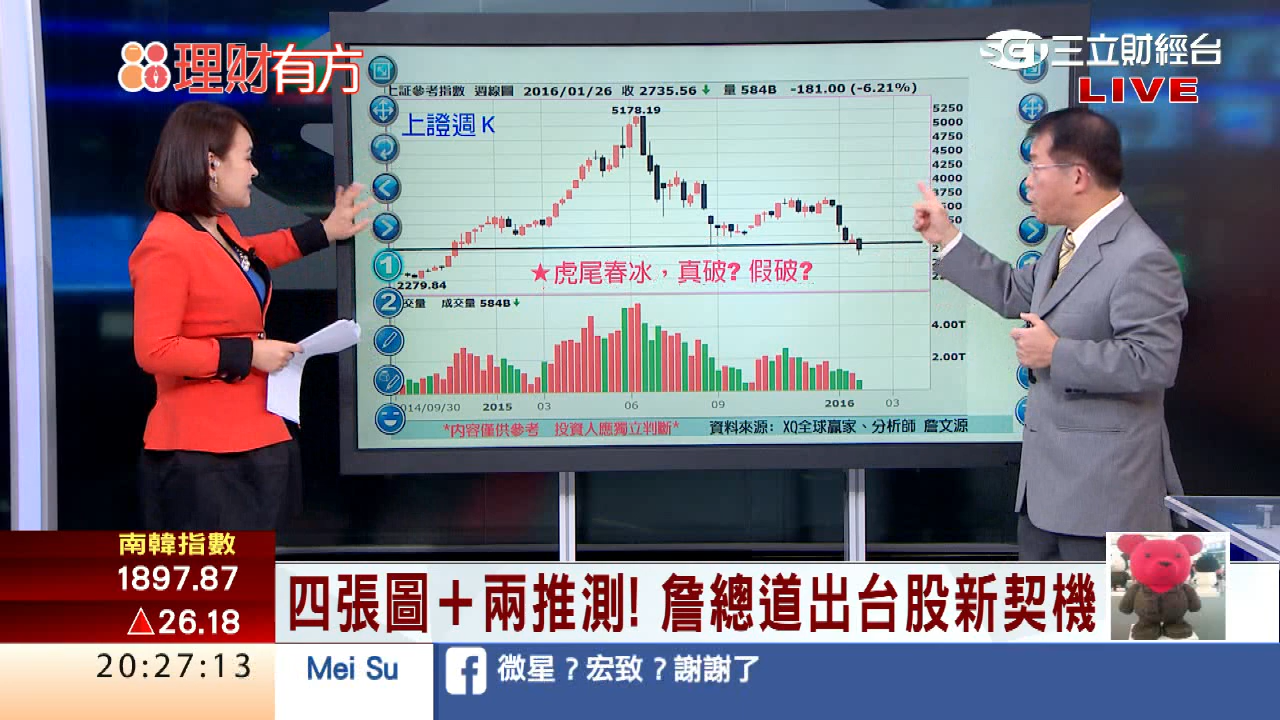 理財有方
SET 三立財經台
LIVE
上証參考指數 週線圖 2016/01/26 收 2735.56↓ 量 584B -181.00 (-6.21%)
上證週K
5178.19
5250
5000
4750
4500
4250
4000
3750
2279.84
★虎尾春冰，真破? 假破?
1
2
交量 成交量 584B↓
4.00T
2.00T
014/09/30 2015 03 06 09 2016 03
*內容僅供參考 投資人應獨立判斷*
資料來源: XQ全球贏家、分析師 詹文源
南韓指數
1897.87
△26.18
四張圖＋兩推測! 詹總道出台股新契機
20:27:13
Mei Su
微星？宏致？謝謝了